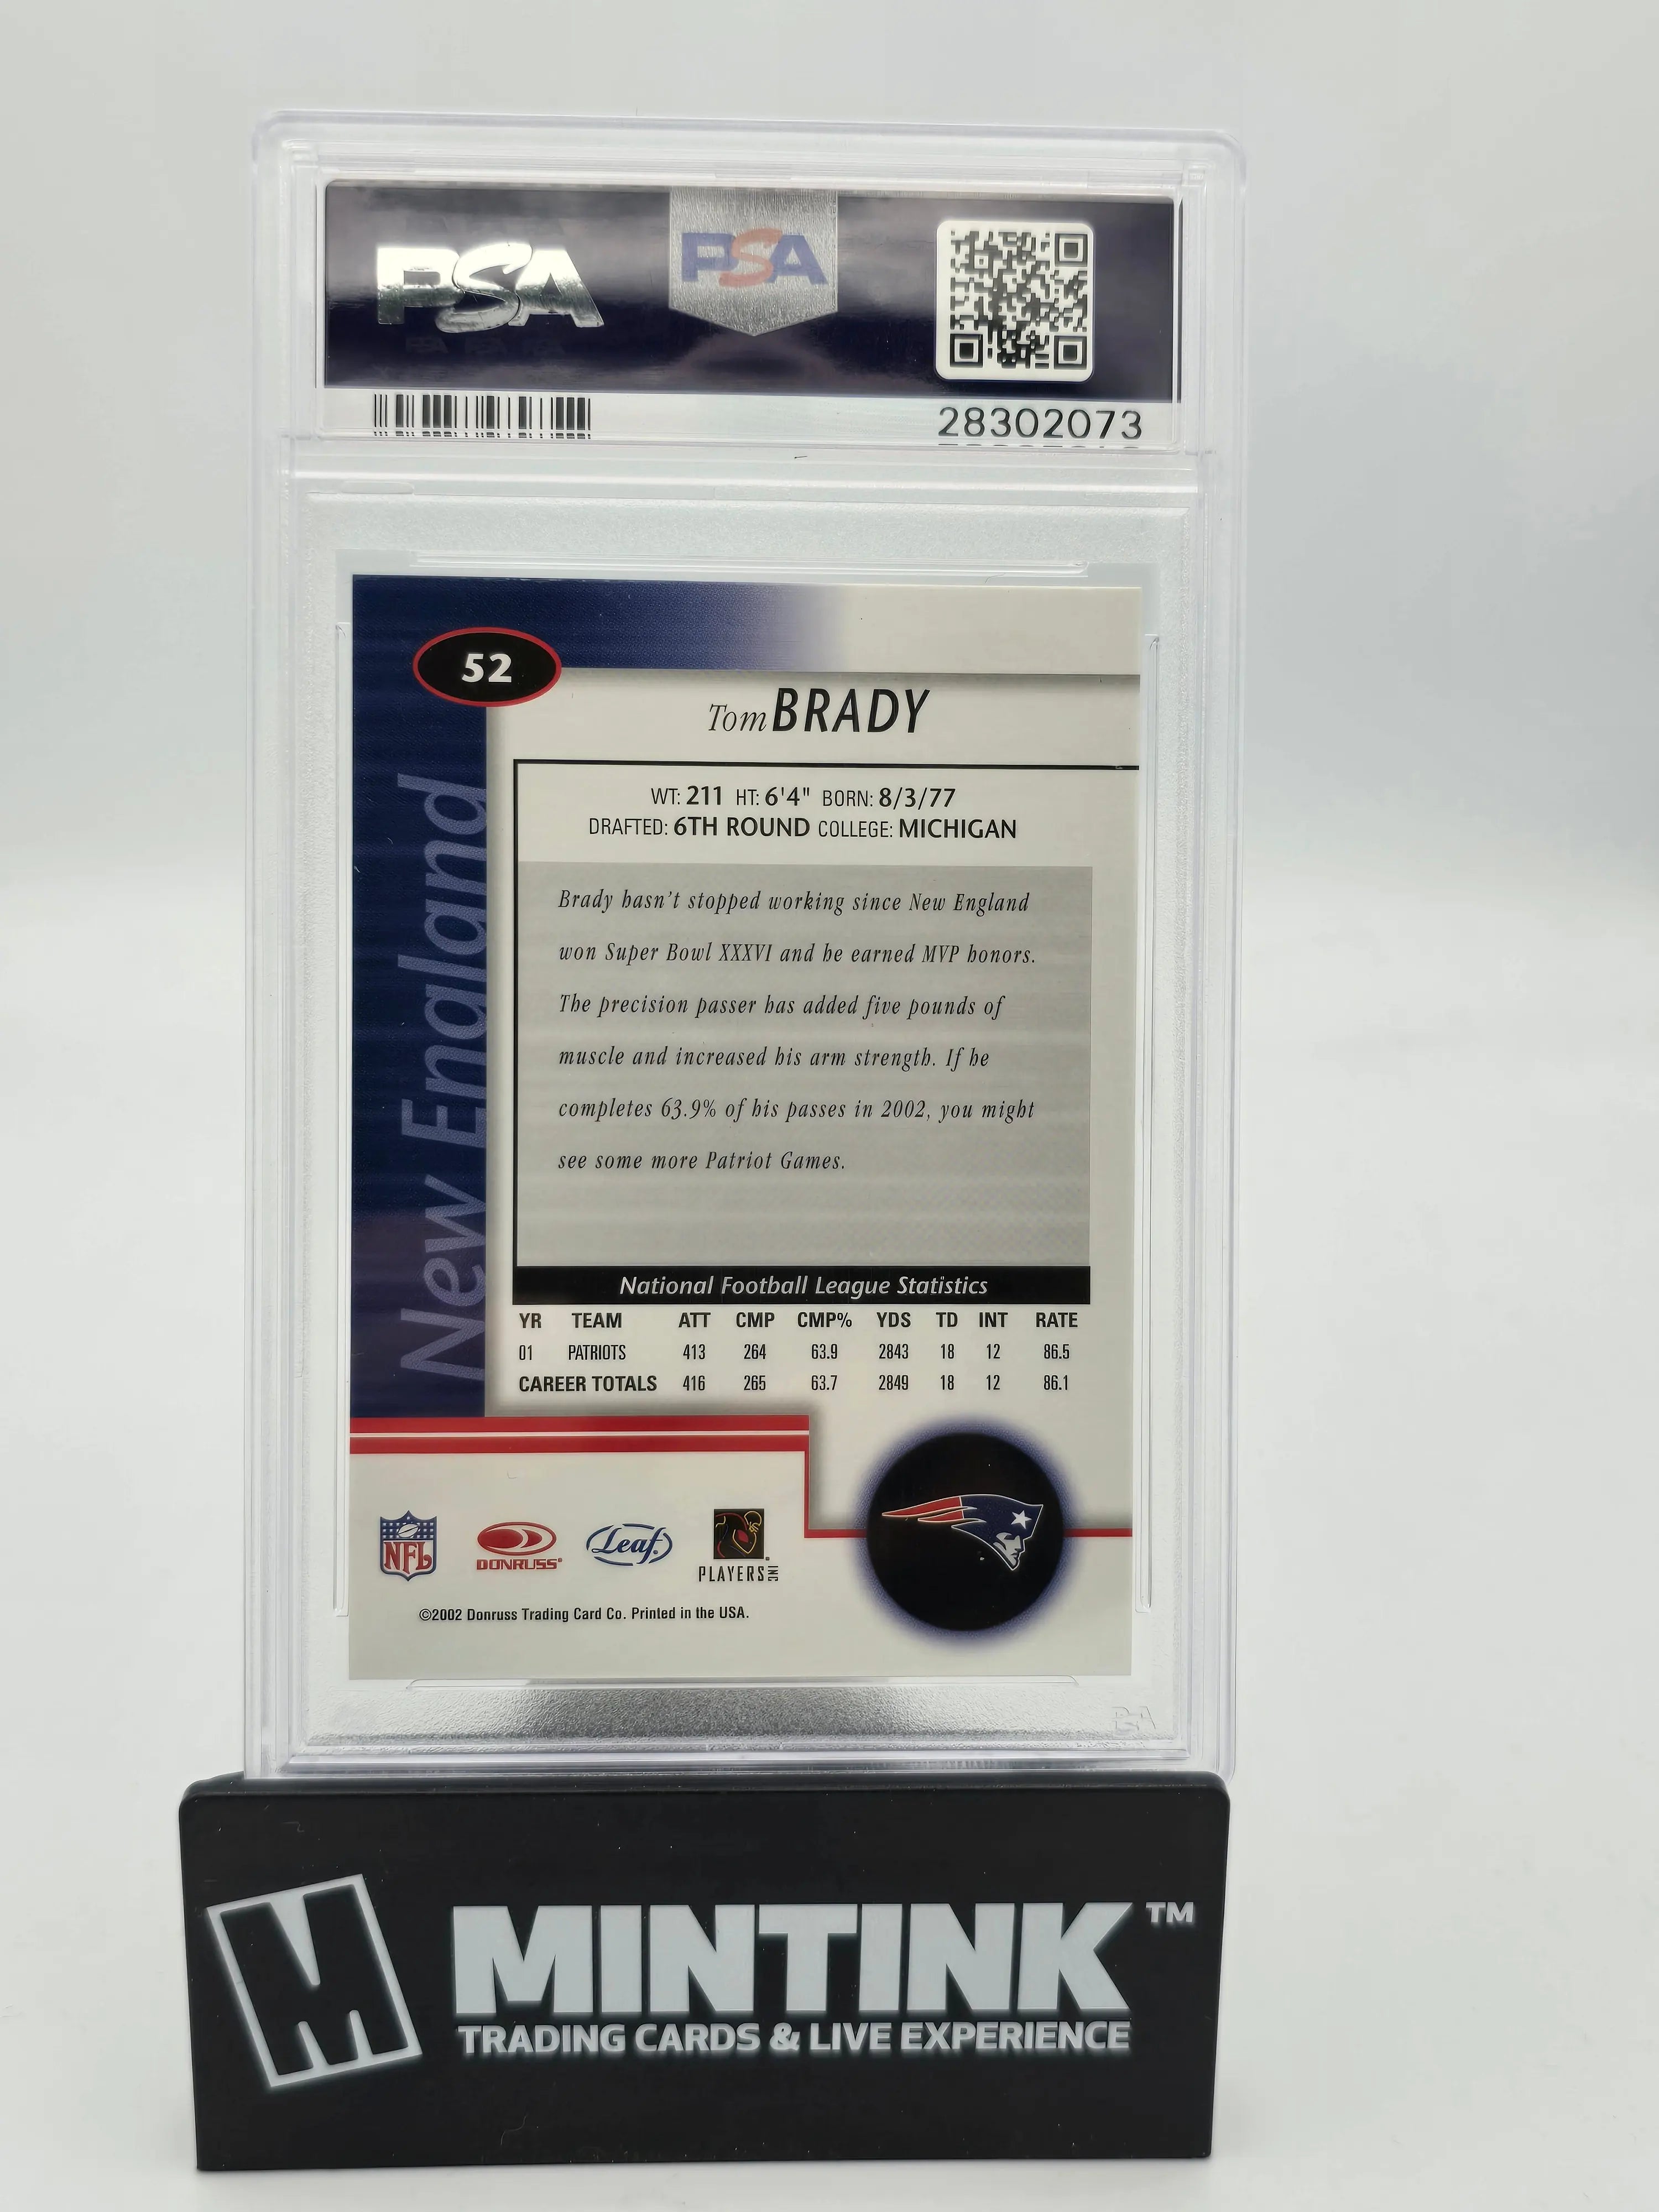 PSA
PSA
28302073
52
Tom BRADY
WT: 211 HT: 6'4" BORN: 8/3/77
DRAFTED: 6TH ROUND COLLEGE: MICHIGAN
New England
Brady hasn't stopped working since New England
won Super Bowl XXXVI and he earned MVP honors.
The precision passer has added five pounds of
muscle and increased his arm strength. If he
completes 63.9% of his passes in 2002, you might
see some more Patriot Games.
National Football League Statistics
YR TEAM ATT CMP CMP% YDS TD INT RATE
01 PATRIOTS 413 264 63.9 2843 18 12 86.5
CAREER TOTALS 416 265 63.7 2849 18 12 86.1
NFL
DONRUSS®
Leaf
PLAYERS INC
©2002 Donruss Trading Card Co. Printed in the USA.
PSA
M MINTINK™
TRADING CARDS & LIVE EXPERIENCE